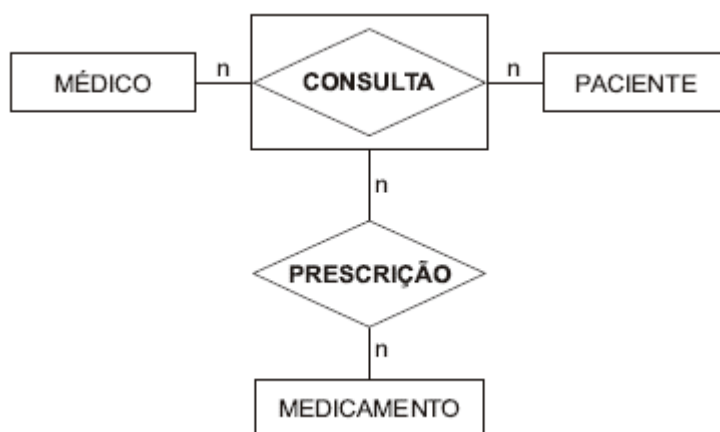 MÉDICO n CONSULTA n PACIENTE
n
PRESCRIÇÃO
n
MEDICAMENTO